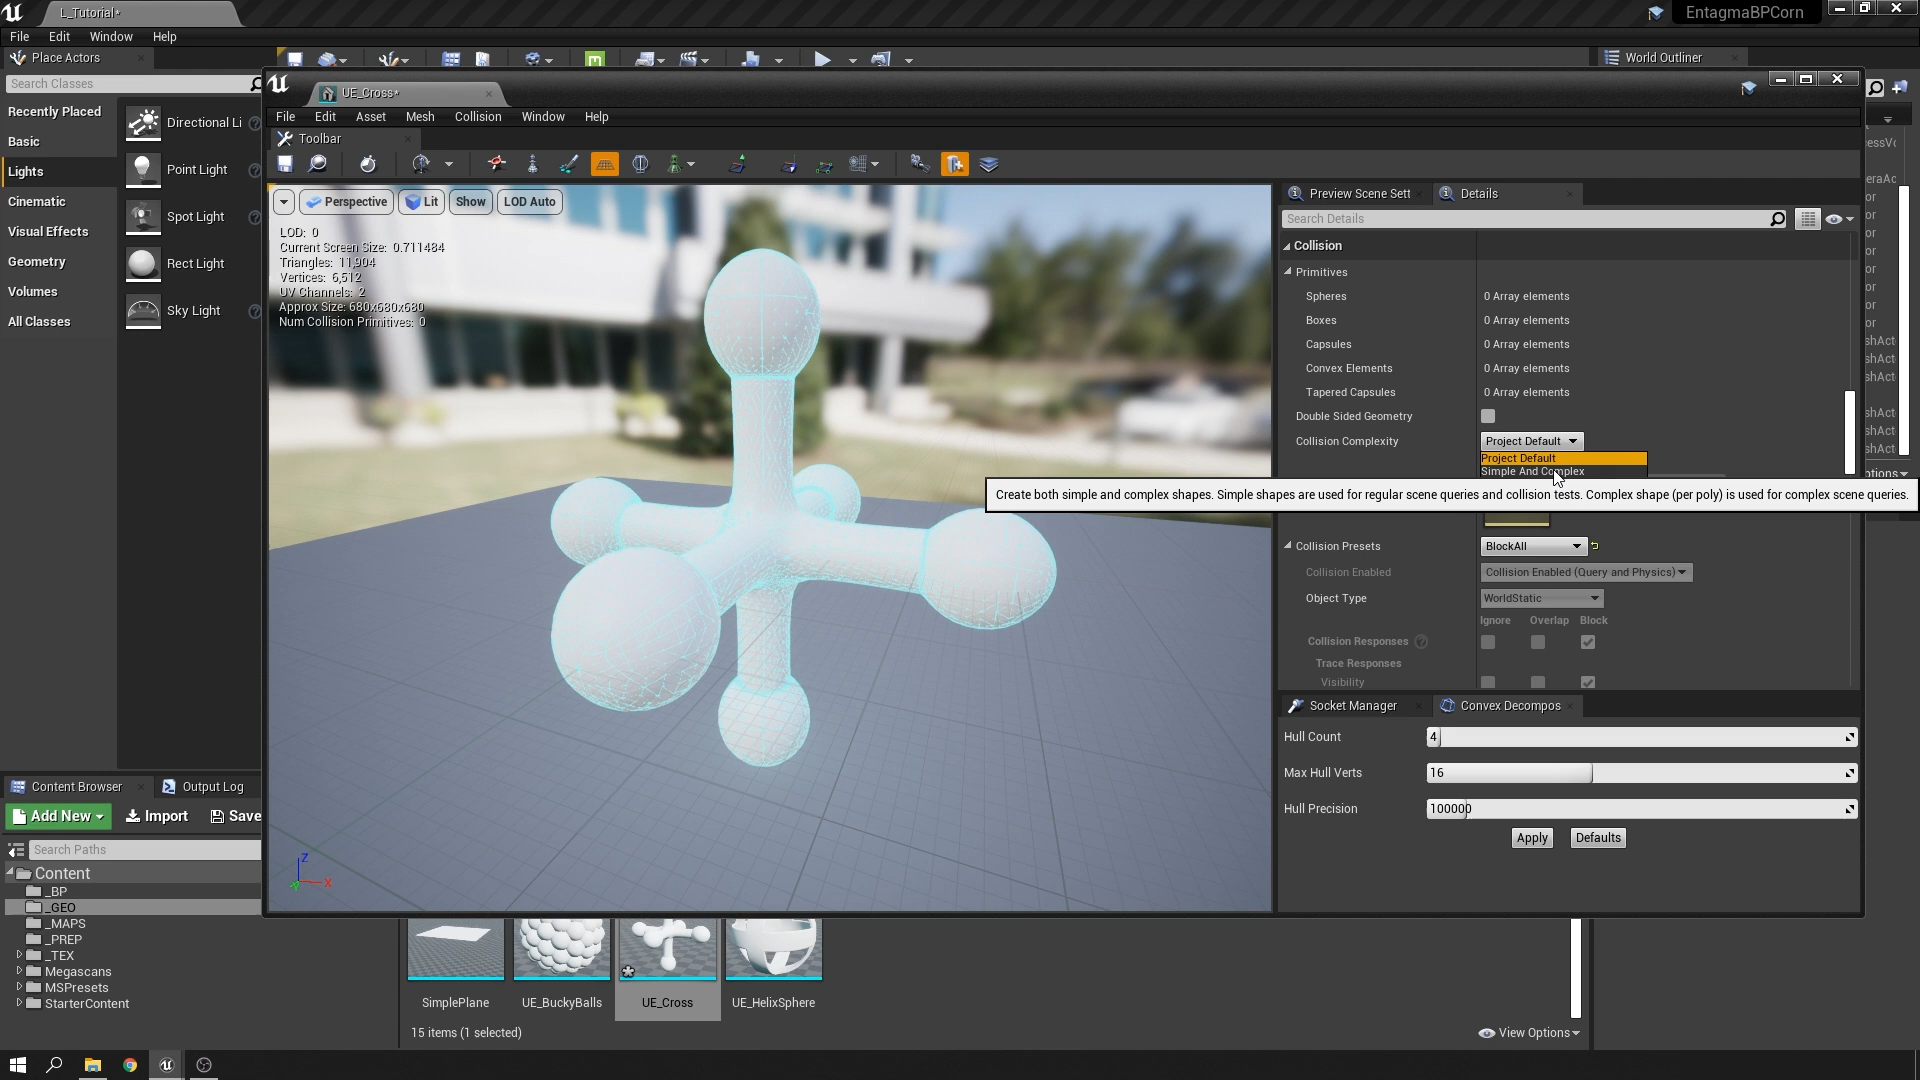 L_Tutorial*
EntagmaBPCorn
File Edit Window Help
Place Actors
World Outliner
Search Classes
UE_Cross*
Recently Placed
Basic
Lights
Cinematic
Visual Effects
Geometry
Volumes
All Classes
Directional Li
Point Light
Spot Light
Rect Light
Sky Light
File Edit Asset Mesh Collision Window Help
Toolbar
Perspective Lit Show LOD Auto
LOD: 0
Current Screen Size: 0.711484
Triangles: 11,904
Vertices: 6,512
UV Channels: 2
Approx Size: 680x680x680
Num Collision Primitives: 0
Z
X
Preview Scene Sett Details
Search Details
Collision
Primitives
Spheres 0 Array elements
Boxes 0 Array elements
Capsules 0 Array elements
Convex Elements 0 Array elements
Tapered Capsules 0 Array elements
Double Sided Geometry
Collision Complexity Project Default
Project Default
Simple And Complex
Create both simple and complex shapes. Simple shapes are used for regular scene queries and collision tests. Complex shape (per poly) is used for complex scene queries.
Collision Presets BlockAll
Collision Enabled Collision Enabled (Query and Physics)
Object Type WorldStatic
Ignore Overlap Block
Collision Responses
Trace Responses
Visibility
Socket Manager Convex Decompos
Hull Count 4
Max Hull Verts 16
Hull Precision 100000
Apply Defaults
Content Browser Output Log
Add New Import Save
Search Paths
Content
_BP
_GEO
_MAPS
_PREP
_TEX
Megascans
MSPresets
StarterContent
SimplePlane UE_BuckyBalls UE_Cross UE_HelixSphere
15 items (1 selected)
View Options